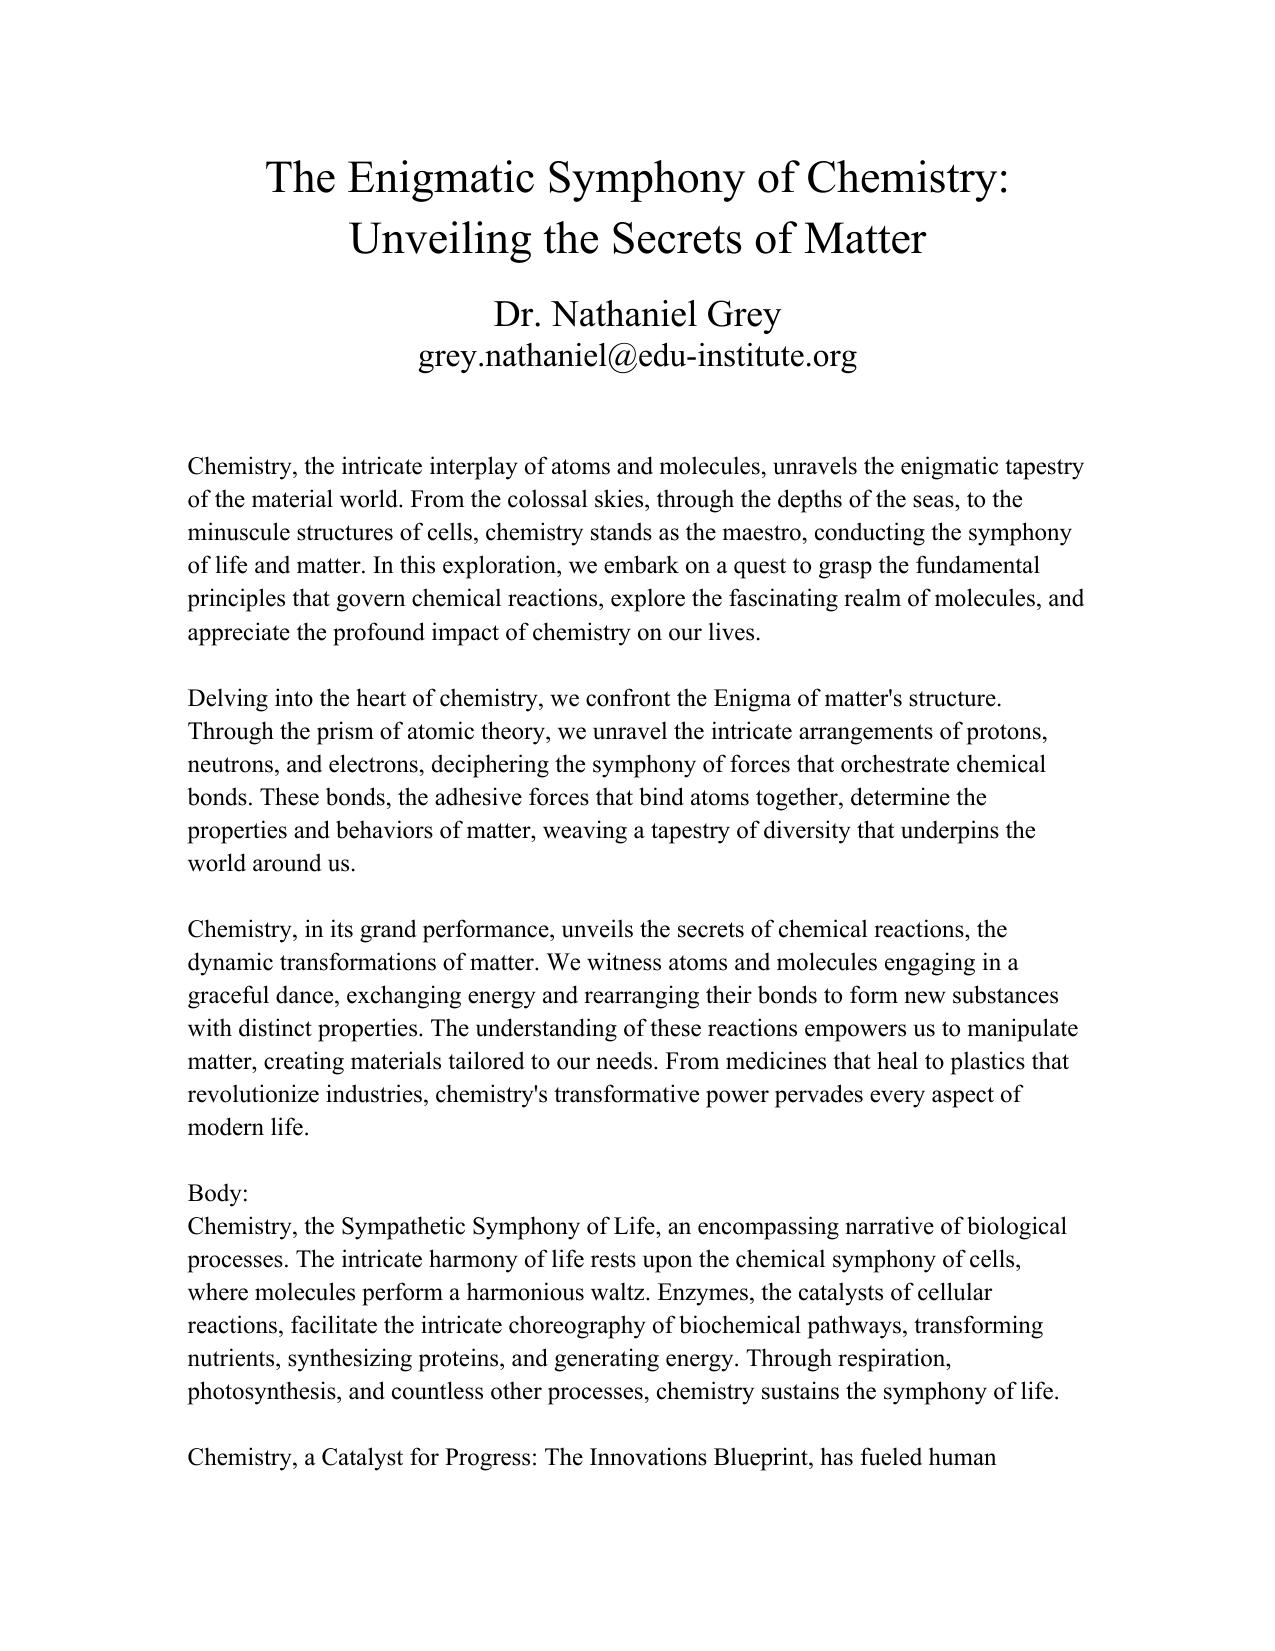 The Enigmatic Symphony of Chemistry:
Unveiling the Secrets of Matter
Dr. Nathaniel Grey
grey.nathaniel@edu-institute.org
Chemistry, the intricate interplay of atoms and molecules, unravels the enigmatic tapestry
of the material world. From the colossal skies, through the depths of the seas, to the
minuscule structures of cells, chemistry stands as the maestro, conducting the symphony
of life and matter. In this exploration, we embark on a quest to grasp the fundamental
principles that govern chemical reactions, explore the fascinating realm of molecules, and
appreciate the profound impact of chemistry on our lives.
Delving into the heart of chemistry, we confront the Enigma of matter's structure.
Through the prism of atomic theory, we unravel the intricate arrangements of protons,
neutrons, and electrons, deciphering the symphony of forces that orchestrate chemical
bonds. These bonds, the adhesive forces that bind atoms together, determine the
properties and behaviors of matter, weaving a tapestry of diversity that underpins the
world around us.
Chemistry, in its grand performance, unveils the secrets of chemical reactions, the
dynamic transformations of matter. We witness atoms and molecules engaging in a
graceful dance, exchanging energy and rearranging their bonds to form new substances
with distinct properties. The understanding of these reactions empowers us to manipulate
matter, creating materials tailored to our needs. From medicines that heal to plastics that
revolutionize industries, chemistry's transformative power pervades every aspect of
modern life.
Body:
Chemistry, the Sympathetic Symphony of Life, an encompassing narrative of biological
processes. The intricate harmony of life rests upon the chemical symphony of cells,
where molecules perform a harmonious waltz. Enzymes, the catalysts of cellular
reactions, facilitate the intricate choreography of biochemical pathways, transforming
nutrients, synthesizing proteins, and generating energy. Through respiration,
photosynthesis, and countless other processes, chemistry sustains the symphony of life.
Chemistry, a Catalyst for Progress: The Innovations Blueprint, has fueled human